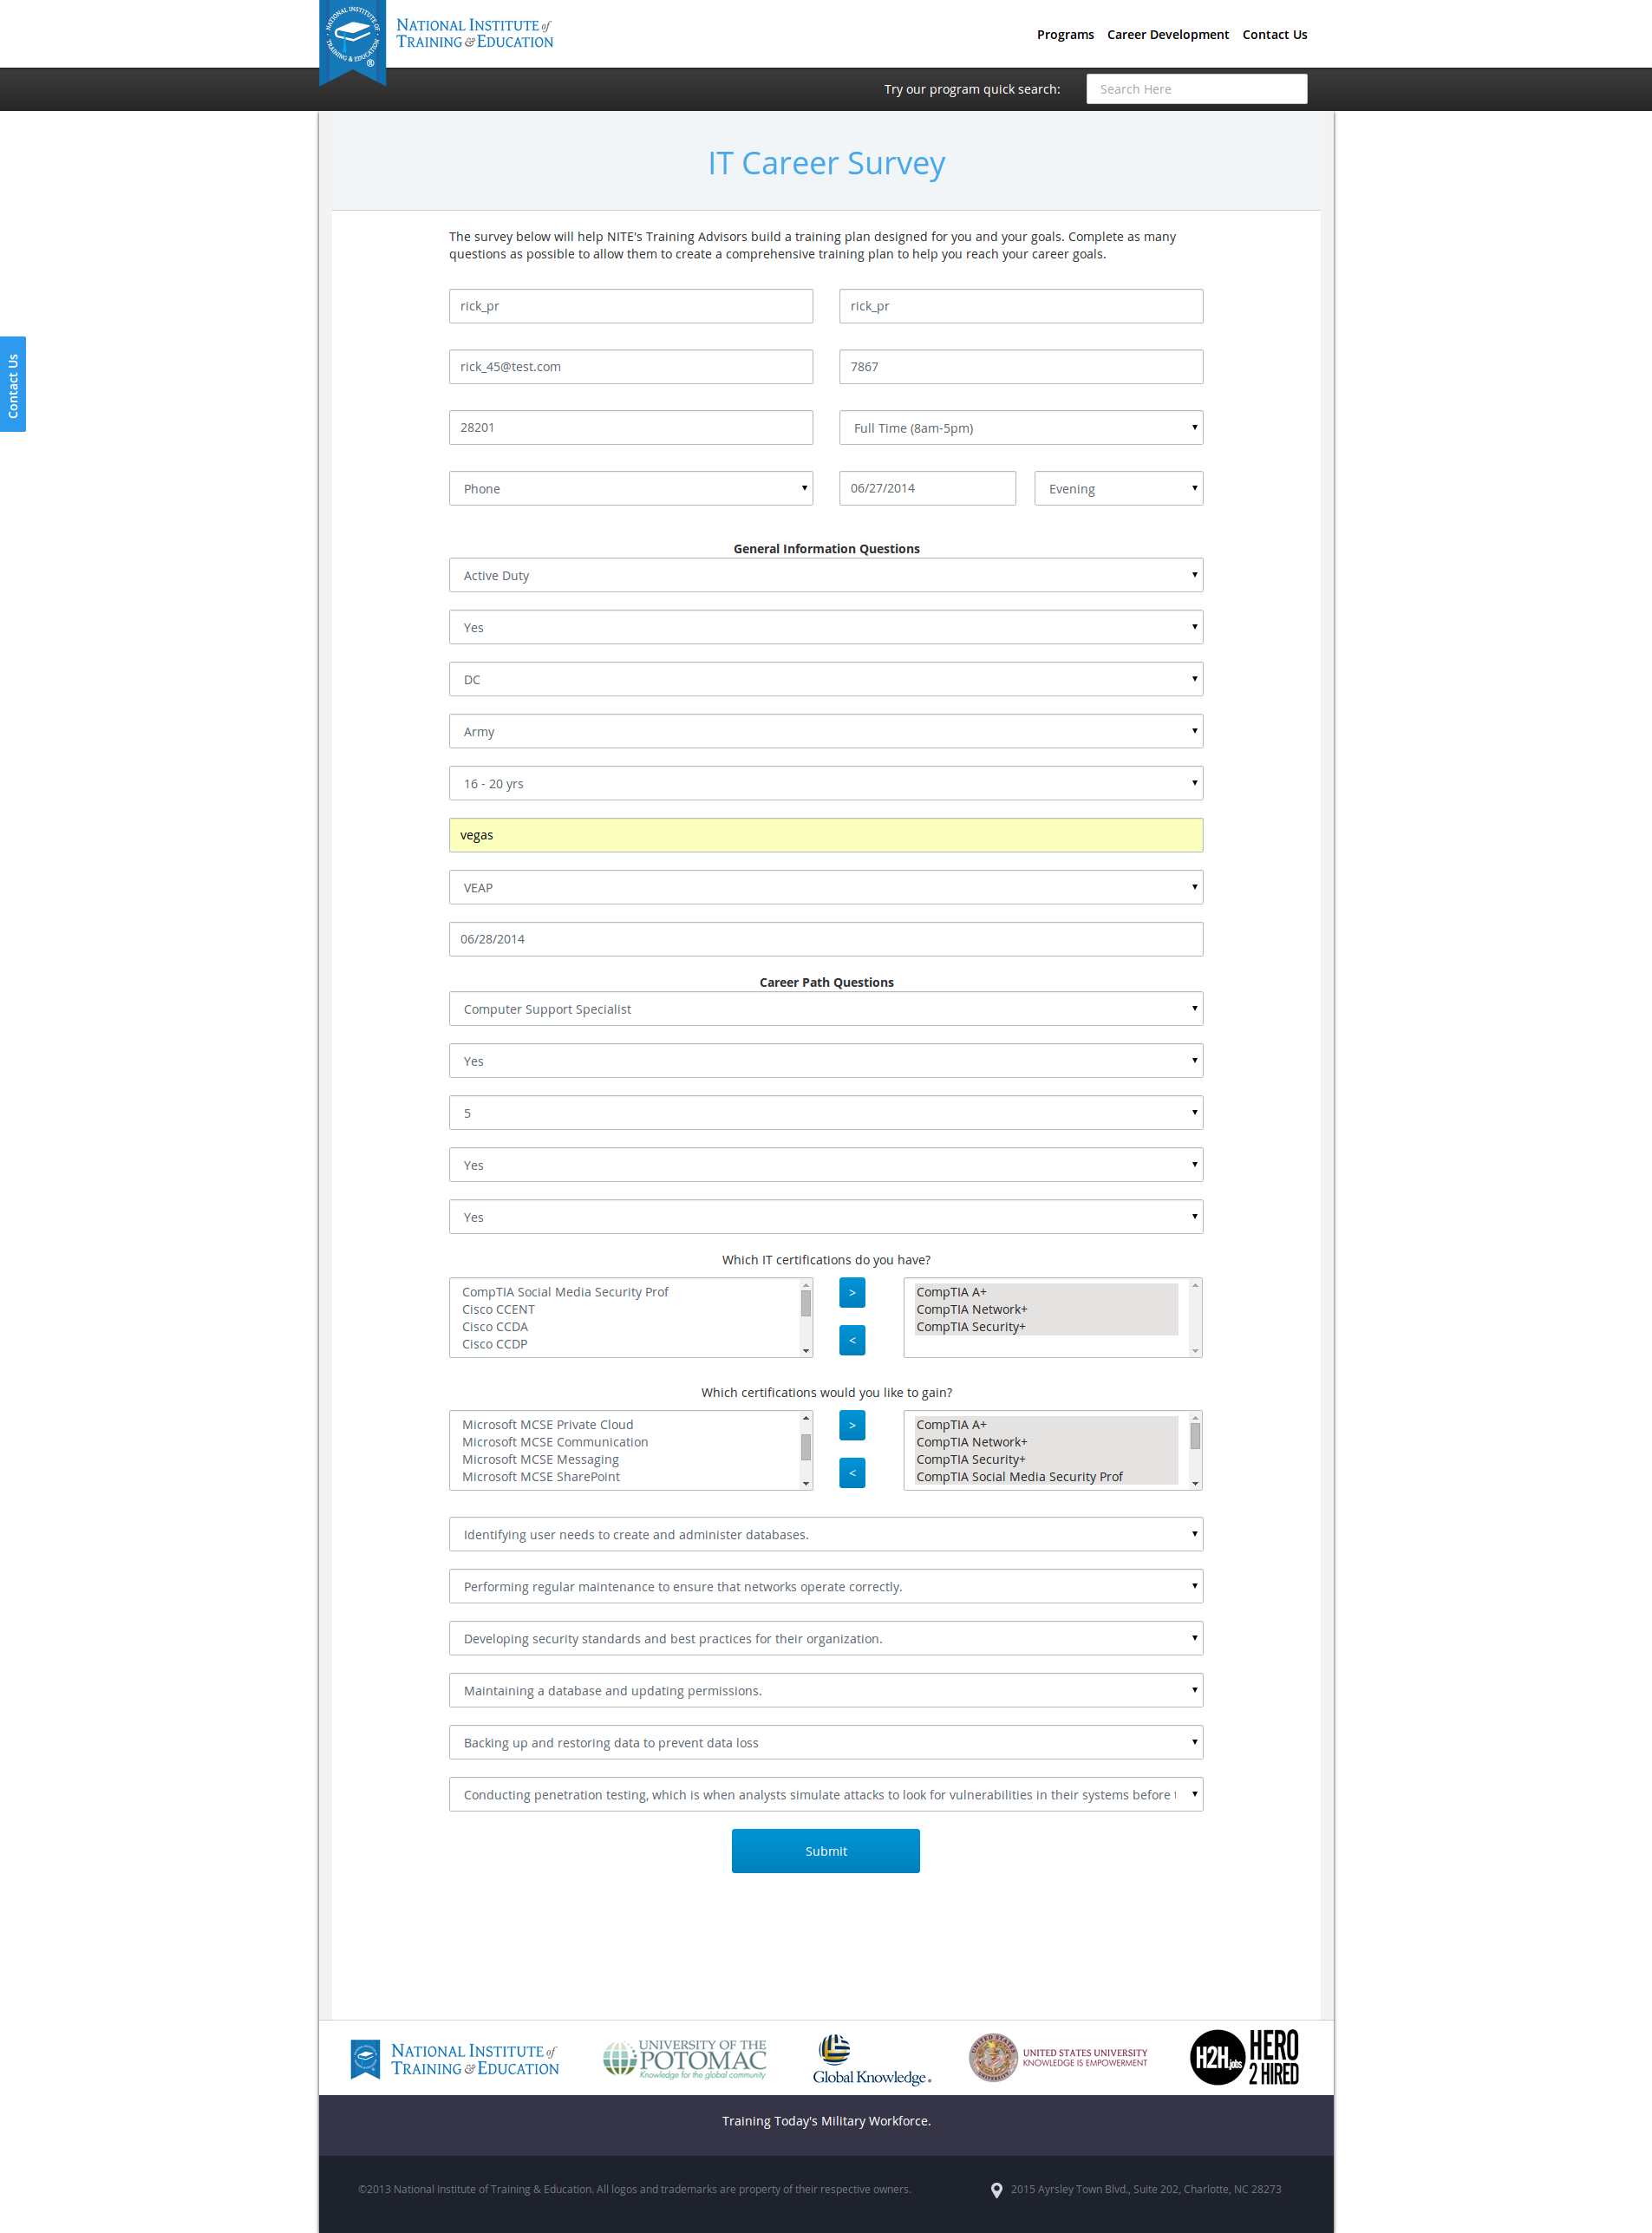 NATIONAL INSTITUTE OF
TRAINING & EDUCATION
®
NATIONAL INSTITUTE of
TRAINING & EDUCATION
Programs Career Development Contact Us
Try our program quick search: Search Here
IT Career Survey
The survey below will help NITE's Training Advisors build a training plan designed for you and your goals. Complete as many
questions as possible to allow them to create a comprehensive training plan to help you reach your career goals.
rick_pr rick_pr
Contact Us
rick_45@test.com 7867
28201 Full Time (8am-5pm)
Phone 06/27/2014 Evening
General Information Questions
Active Duty
Yes
DC
Army
16 - 20 yrs
vegas
VEAP
06/28/2014
Career Path Questions
Computer Support Specialist
Yes
5
Yes
Yes
Which IT certifications do you have?
CompTIA Social Media Security Prof > CompTIA A+
Cisco CCENT CompTIA Network+
Cisco CCDA CompTIA Security+
Cisco CCDP <
Which certifications would you like to gain?
Microsoft MCSE Private Cloud > CompTIA A+
Microsoft MCSE Communication CompTIA Network+
Microsoft MCSE Messaging CompTIA Security+
Microsoft MCSE SharePoint < CompTIA Social Media Security Prof
Identifying user needs to create and administer databases.
Performing regular maintenance to ensure that networks operate correctly.
Developing security standards and best practices for their organization.
Maintaining a database and updating permissions.
Backing up and restoring data to prevent data loss
Conducting penetration testing, which is when analysts simulate attacks to look for vulnerabilities in their systems before
Submit
NATIONAL INSTITUTE of
TRAINING & EDUCATION
UNIVERSITY OF THE
POTOMAC
Knowledge for the global community
Global Knowledge®
UNITED STATES UNIVERSITY
KNOWLEDGE IS EMPOWERMENT
H2H.jobs
HERO
2 HIRED
Training Today's Military Workforce.
©2013 National Institute of Training & Education. All logos and trademarks are property of their respective owners. 2015 Ayrsley Town Blvd., Suite 202, Charlotte, NC 28273